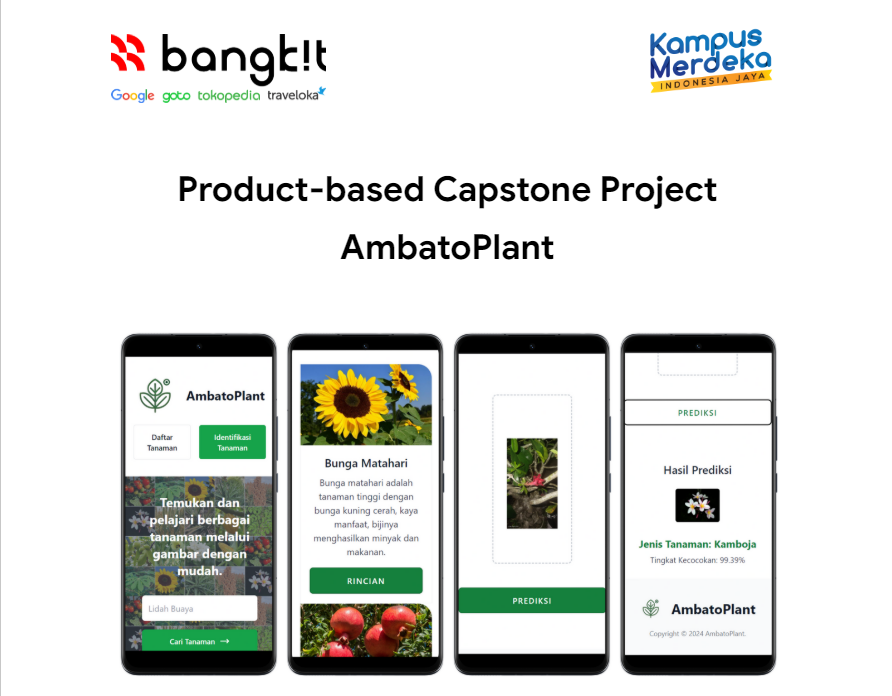 bangk!t
Google goto tokopedia traveloka
Kampus
Merdeka
INDONESIA JAYA
Product-based Capstone Project
AmbatoPlant
AmbatoPlant
Daftar
Tanaman
Identifikasi
Tanaman
Temukan dan
pelajari berbagai
tanaman melalui
gambar dengan
mudah.
Lidah Buaya
Cari Tanaman →
Bunga Matahari
Bunga matahari adalah
tanaman tinggi dengan
bunga kuning cerah, kaya
manfaat, bijinya
menghasilkan minyak dan
makanan.
RINCIAN
PREDIKSI
PREDIKSI
Hasil Prediksi
Jenis Tanaman: Kamboja
Tingkat Kecocokan: 99.39%
AmbatoPlant
Copyright © 2024 AmbatoPlant.